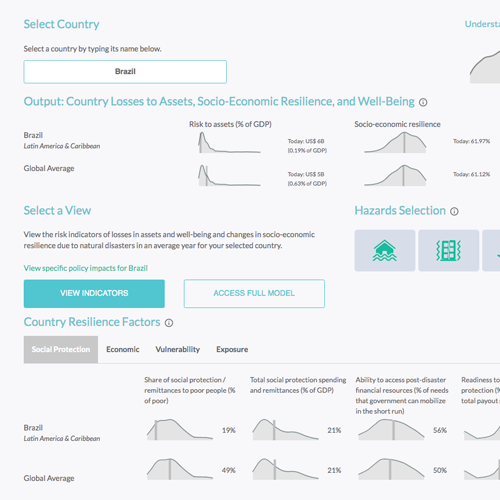 Select Country
Understa
Select a country by typing its name below.
Brazil
Output: Country Losses to Assets, Socio-Economic Resilience, and Well-Being
Risk to assets (% of GDP)
Socio-economic resilience
Brazil
Latin America & Caribbean
Today: US$ 6B
(0.19% of GDP)
Today: 61.97%
Global Average
Today: US$ 5B
(0.63% of GDP)
Today: 61.12%
Select a View
Hazards Selection
View the risk indicators of losses in assets and well-being and changes in socio-economic
resilience due to natural disasters in an average year for your selected country.
View specific policy impacts for Brazil
VIEW INDICATORS
ACCESS FULL MODEL
Country Resilience Factors
Social Protection
Economic
Vulnerability
Exposure
Share of social protection /
remittances to poor people (%
of poor)
Total social protection spending
and remittances (% of GDP)
Ability to access post-disaster
financial resources (% of needs
that government can mobilize
in the short run)
Readiness to
protection (%
total payout
Brazil
Latin America & Caribbean
19%
21%
56%
Global Average
49%
21%
50%